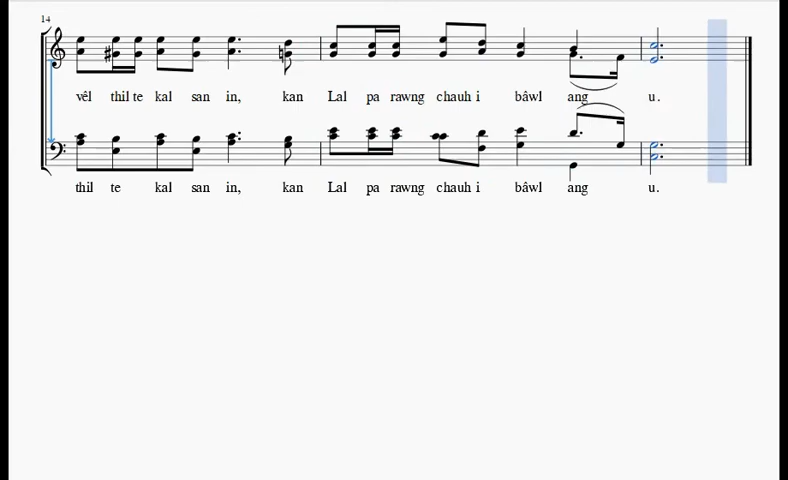 14
vêl thil te kal san in, kan Lal pa rawng chauh i bâwl ang u.
thil te kal san in, kan Lal pa rawng chauh i bâwl ang u.